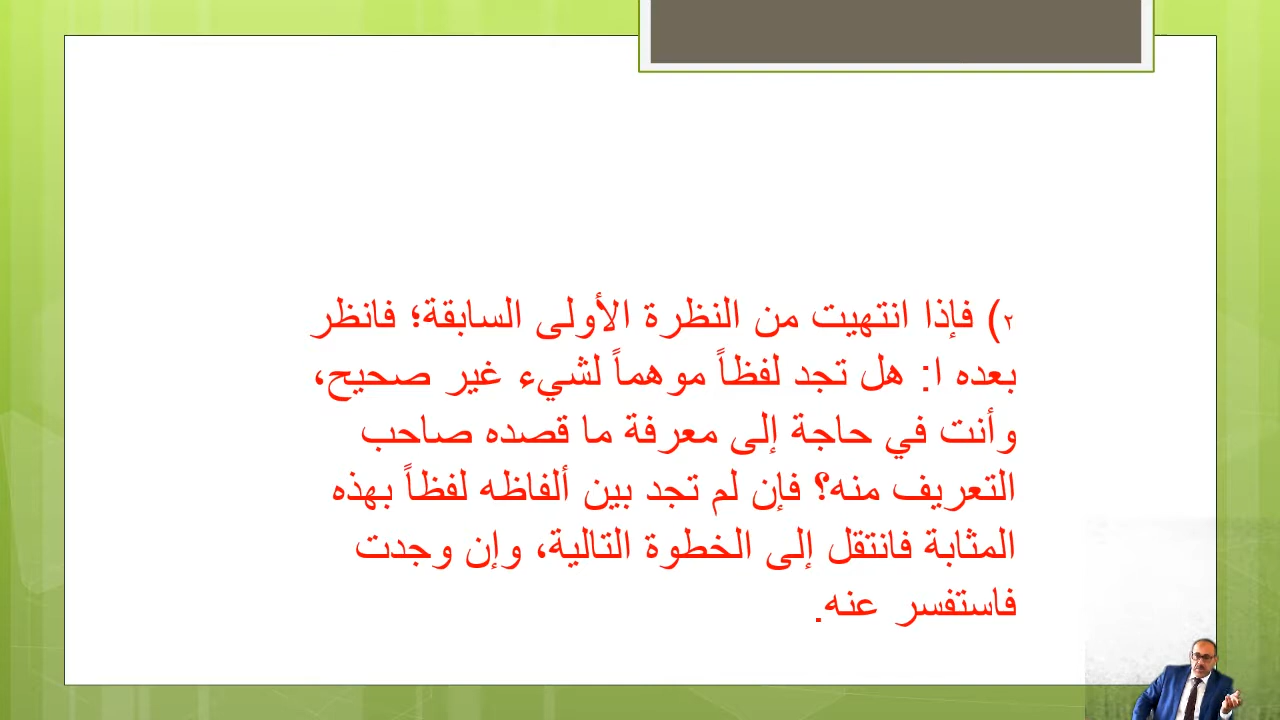 ٢) فإذا انتهيت من النظرة الأولى السابقة؛ فانظر
بعده ا: هل تجد لفظاً موهماً لشيء غير صحيح،
وأنت في حاجة إلى معرفة ما قصده صاحب
التعريف منه؟ فإن لم تجد بين ألفاظه لفظاً بهذه
المثابة فانتقل إلى الخطوة التالية، وإن وجدت
فاستفسر عنه.